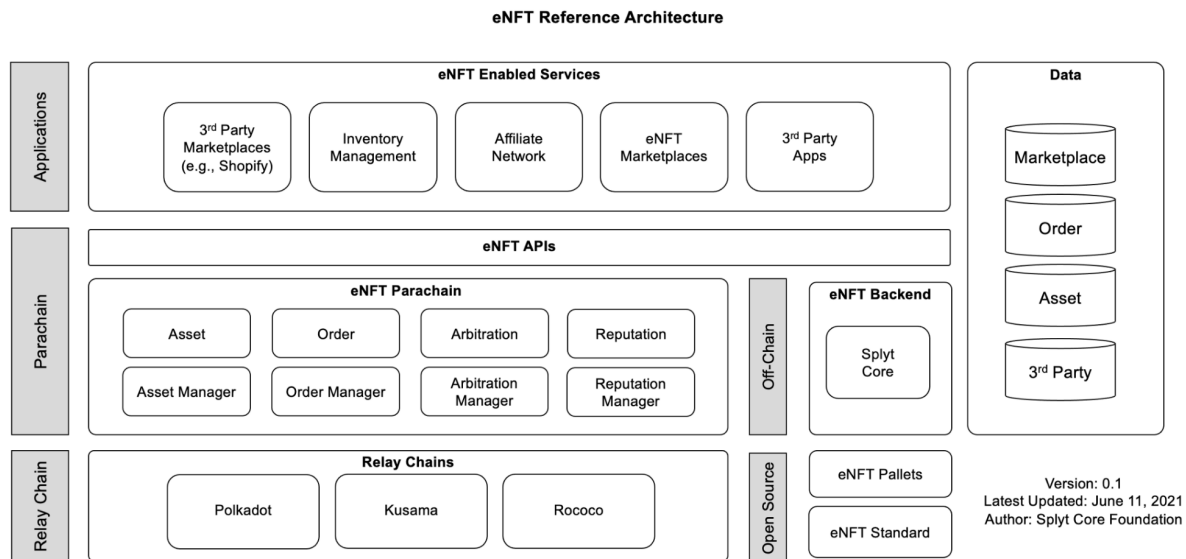 eNFT Reference Architecture
Applications
eNFT Enabled Services
3rd Party
Marketplaces
(e.g., Shopify)
Inventory
Management
Affiliate
Network
eNFT
Marketplaces
3rd Party
Apps
Data
Marketplace
Order
Asset
3rd Party
Parachain
eNFT APIs
eNFT Parachain
Asset
Order
Arbitration
Reputation
Asset Manager
Order Manager
Arbitration
Manager
Reputation
Manager
Off-Chain
eNFT Backend
Splyt
Core
Relay Chain
Relay Chains
Polkadot
Kusama
Rococo
Open Source
eNFT Pallets
eNFT Standard
Version: 0.1
Latest Updated: June 11, 2021
Author: Splyt Core Foundation